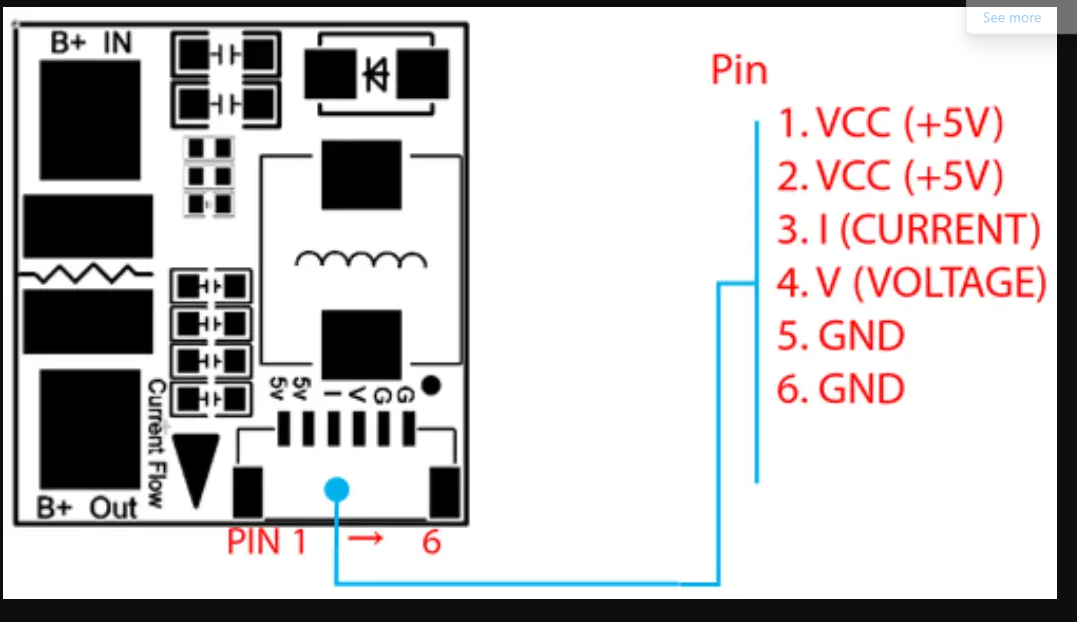 See more
B+ IN
Pin
1. VCC (+5V)
2. VCC (+5V)
3. I (CURRENT)
4. V (VOLTAGE)
5. GND
6. GND
5v 5v I V G G
Current Flow
B+ Out
PIN 1 → 6